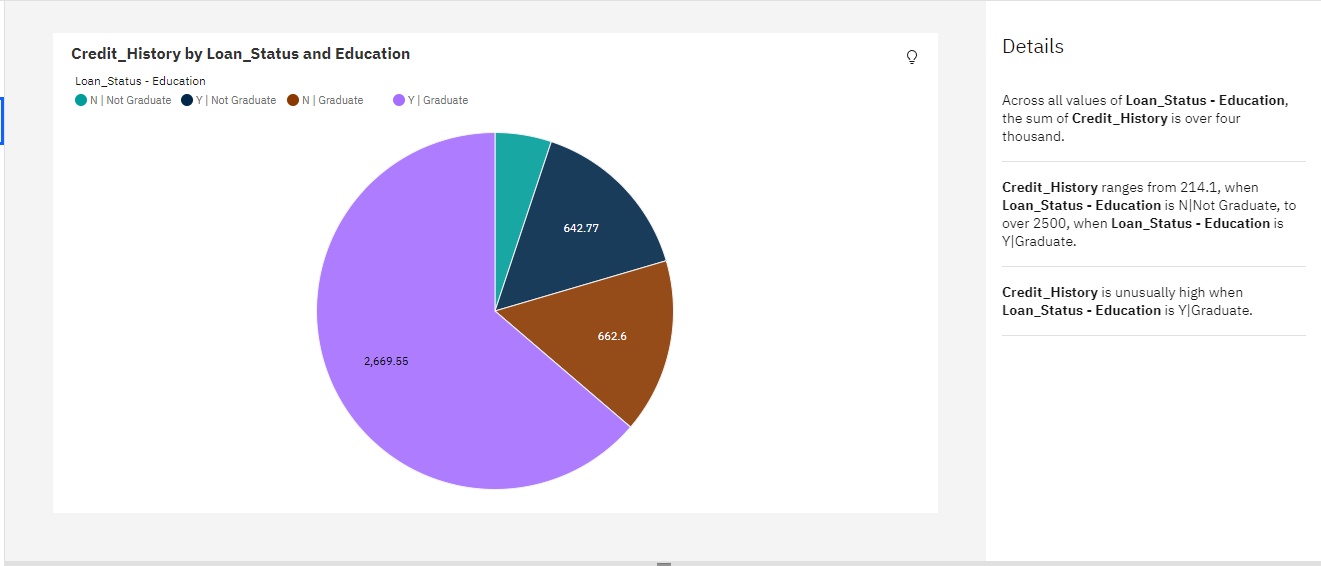 Credit_History by Loan_Status and Education
Loan_Status - Education
N | Not Graduate Y | Not Graduate N | Graduate Y | Graduate
642.77
662.6
2,669.55
Details
Across all values of Loan_Status - Education,
the sum of Credit_History is over four
thousand.
Credit_History ranges from 214.1, when
Loan_Status - Education is N|Not Graduate, to
over 2500, when Loan_Status - Education is
Y|Graduate.
Credit_History is unusually high when
Loan_Status - Education is Y|Graduate.